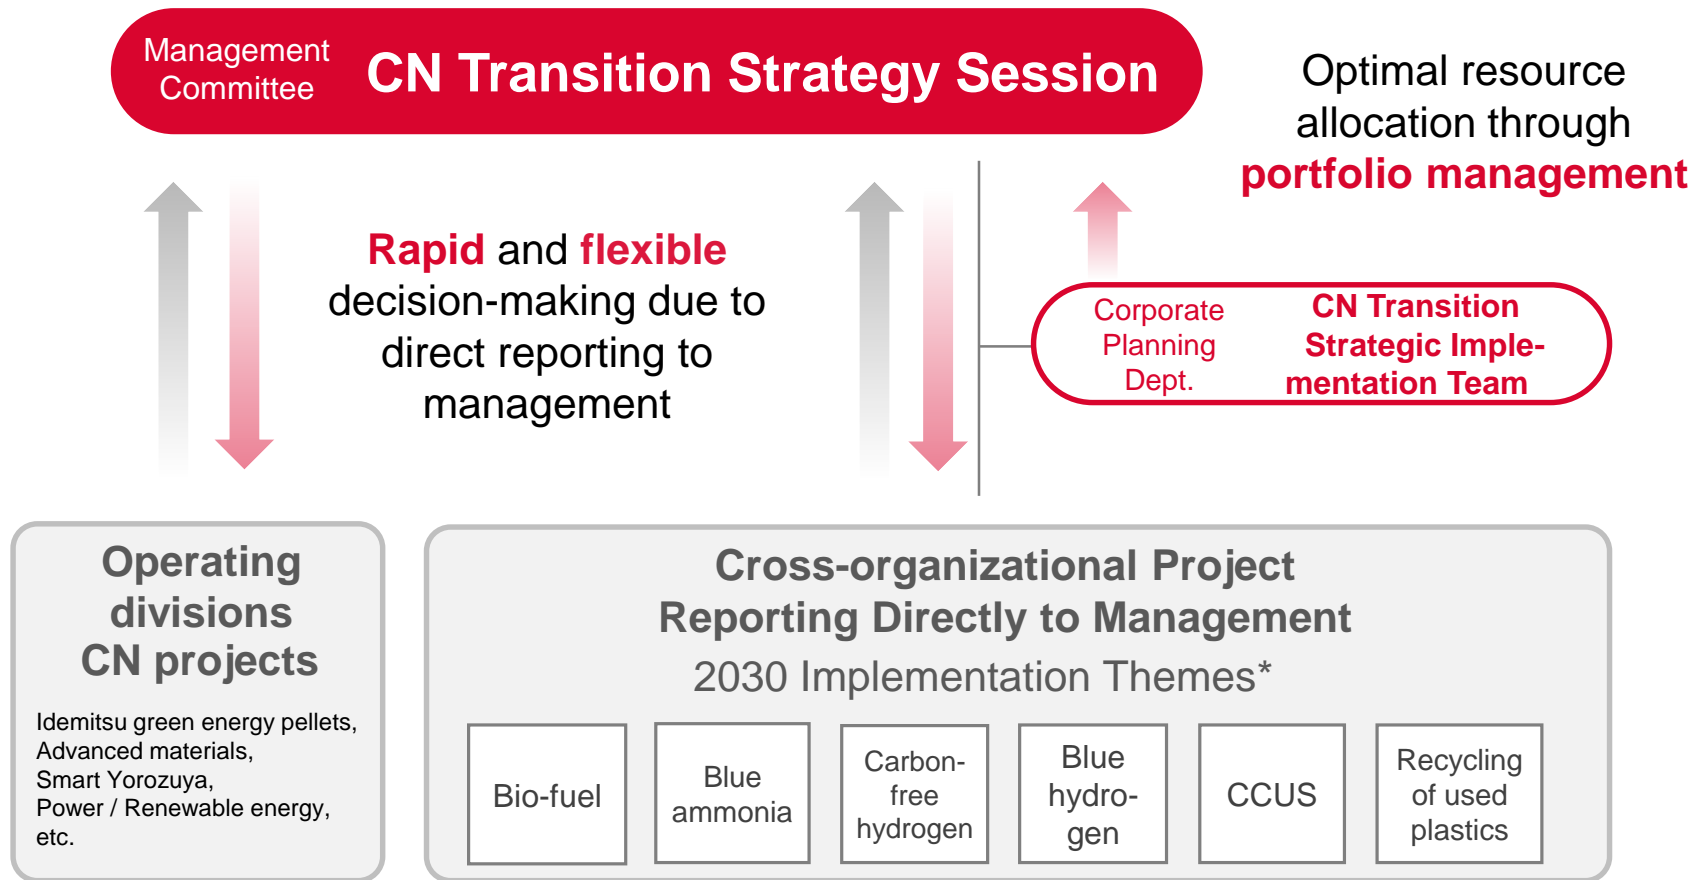 Management
Committee
CN Transition Strategy Session
Optimal resource
allocation through
portfolio management
Rapid and flexible
decision-making due to
direct reporting to
management
Corporate
Planning
Dept.
CN Transition
Strategic Imple-
mentation Team
Operating
divisions
CN projects
Idemitsu green energy pellets,
Advanced materials,
Smart Yorozuya,
Power / Renewable energy,
etc.
Cross-organizational Project
Reporting Directly to Management
2030 Implementation Themes*
Bio-fuel
Blue
ammonia
Carbon-
free
hydrogen
Blue
hydro-
gen
CCUS
Recycling
of used
plastics